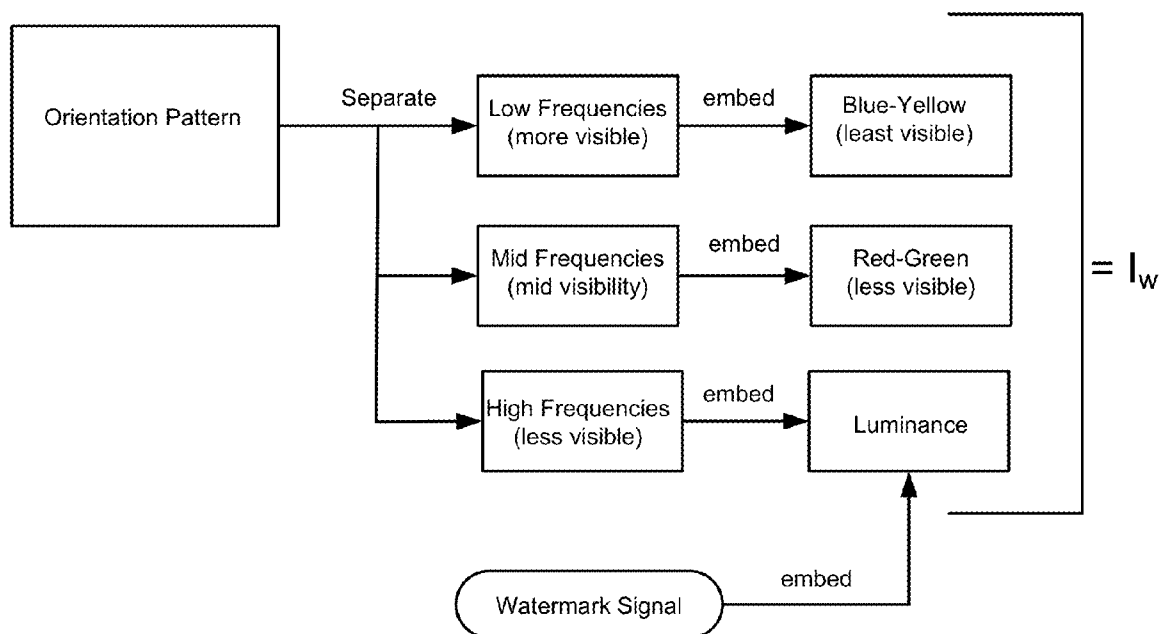 Orientation Pattern
Separate
Low Frequencies
(more visible)
embed
Blue-Yellow
(least visible)
Mid Frequencies
(mid visibility)
embed
Red-Green
(less visible)
= Iw
High Frequencies
(less visible)
embed
Luminance
Watermark Signal
embed